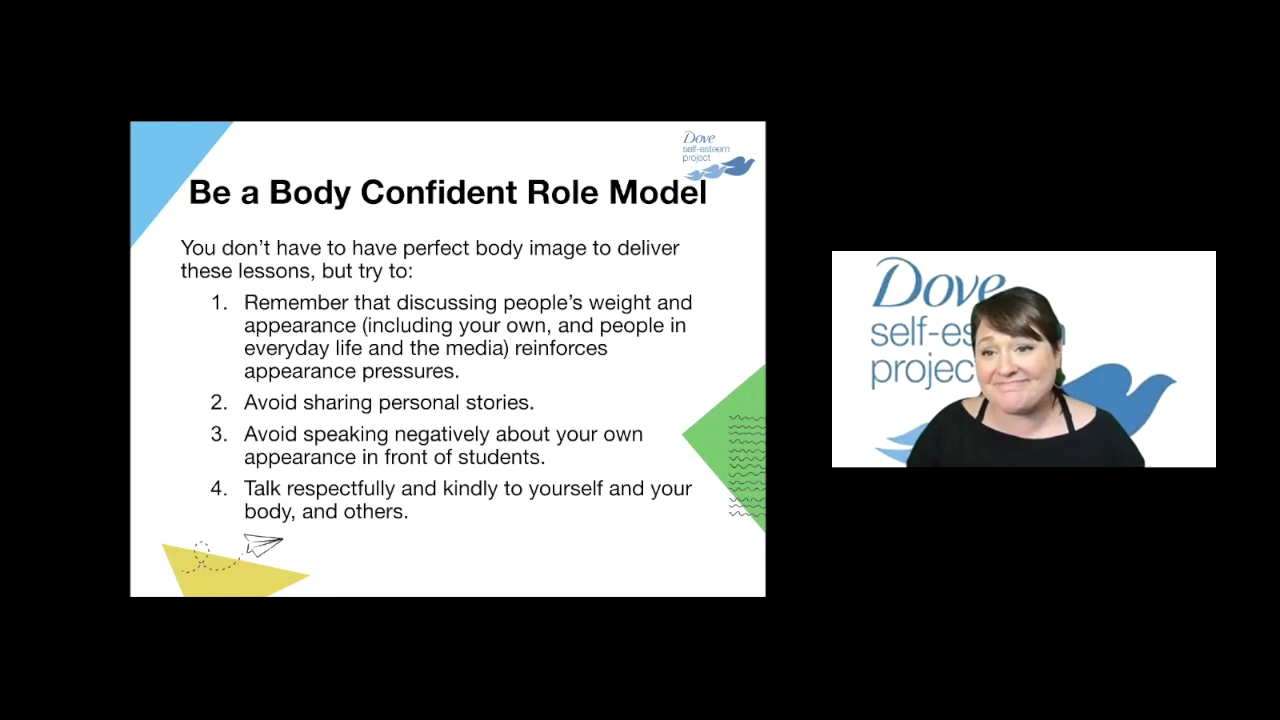 Dove
self-esteem
project
Be a Body Confident Role Model
You don’t have to have perfect body image to deliver
these lessons, but try to:
1. Remember that discussing people’s weight and
appearance (including your own, and people in
everyday life and the media) reinforces
appearance pressures.
2. Avoid sharing personal stories.
3. Avoid speaking negatively about your own
appearance in front of students.
4. Talk respectfully and kindly to yourself and your
body, and others.
Dove
self-es em
projec